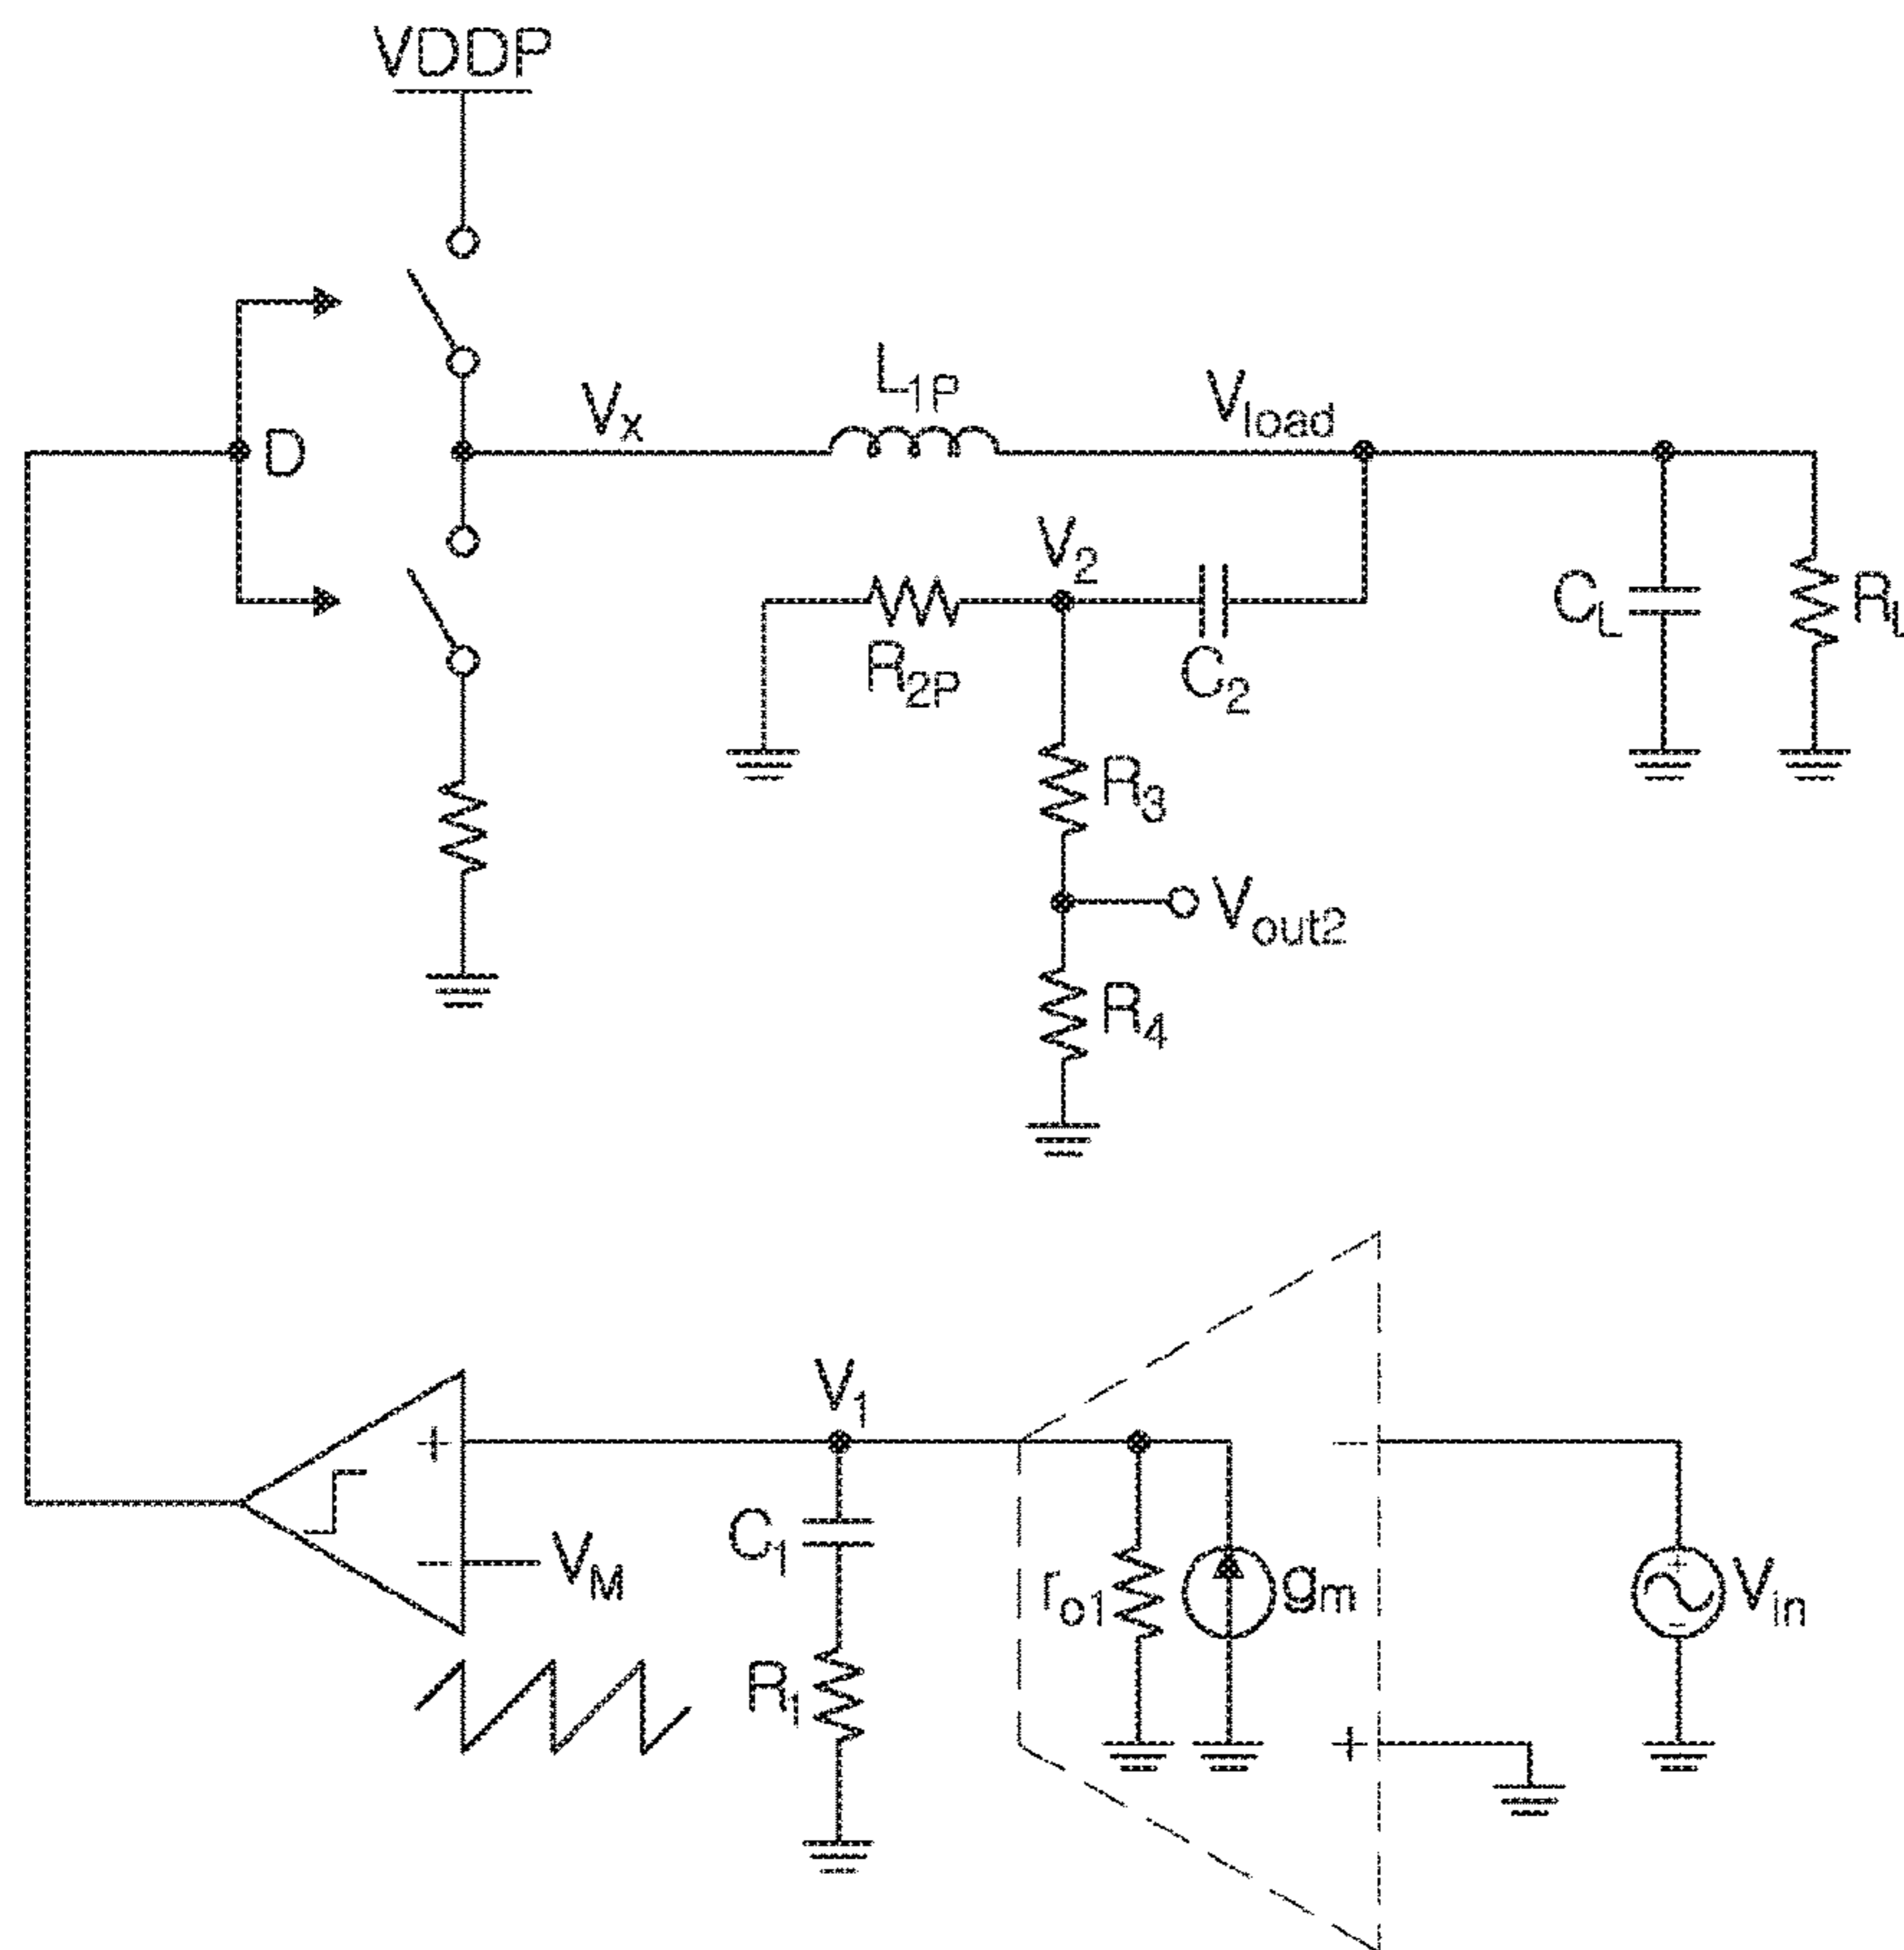 VDDP
L1P
Vx
Vload
D
V2
R2P
C2
CL
RL
R3
Vout2
R4
V1
+
−
−
VM
C1
ro1
gm
+
−
Vin
R1
+